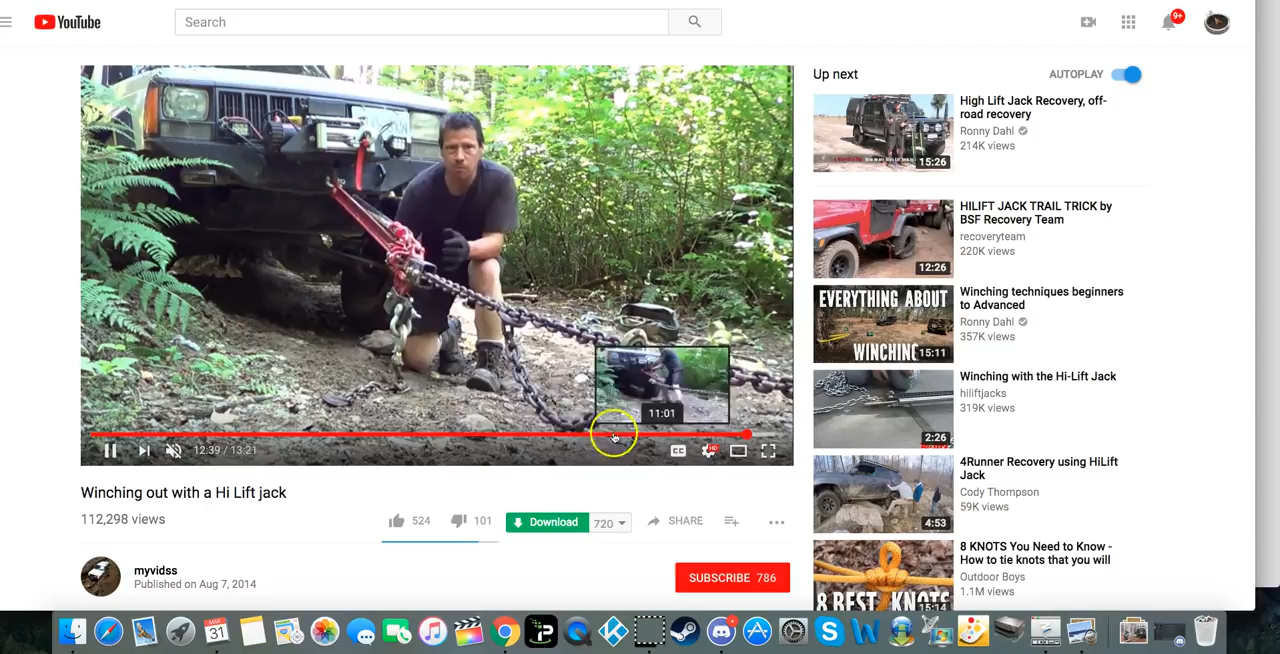 YouTube
Search
9+
Up next
AUTOPLAY
High Lift Jack Recovery, off-
road recovery
Ronny Dahl
214K views
15:26
HILIFT JACK TRAIL TRICK by
BSF Recovery Team
recoveryteam
220K views
12:26
EVERYTHING ABOUT
WINCHING
15:11
Winching techniques beginners
to Advanced
Ronny Dahl
357K views
Winching with the Hi-Lift Jack
hiliftjacks
319K views
2:26
4Runner Recovery using HiLift
Jack
Cody Thompson
59K views
4:53
8 KNOTS You Need to Know -
How to tie knots that you will
Outdoor Boys
1.1M views
8 BEST KNOTS
15:14
11:01
12:39 / 13:21
CC
HD
Winching out with a Hi Lift jack
112,298 views
524
101
Download
720
SHARE
myvidss
Published on Aug 7, 2014
SUBSCRIBE 786
MAR
31